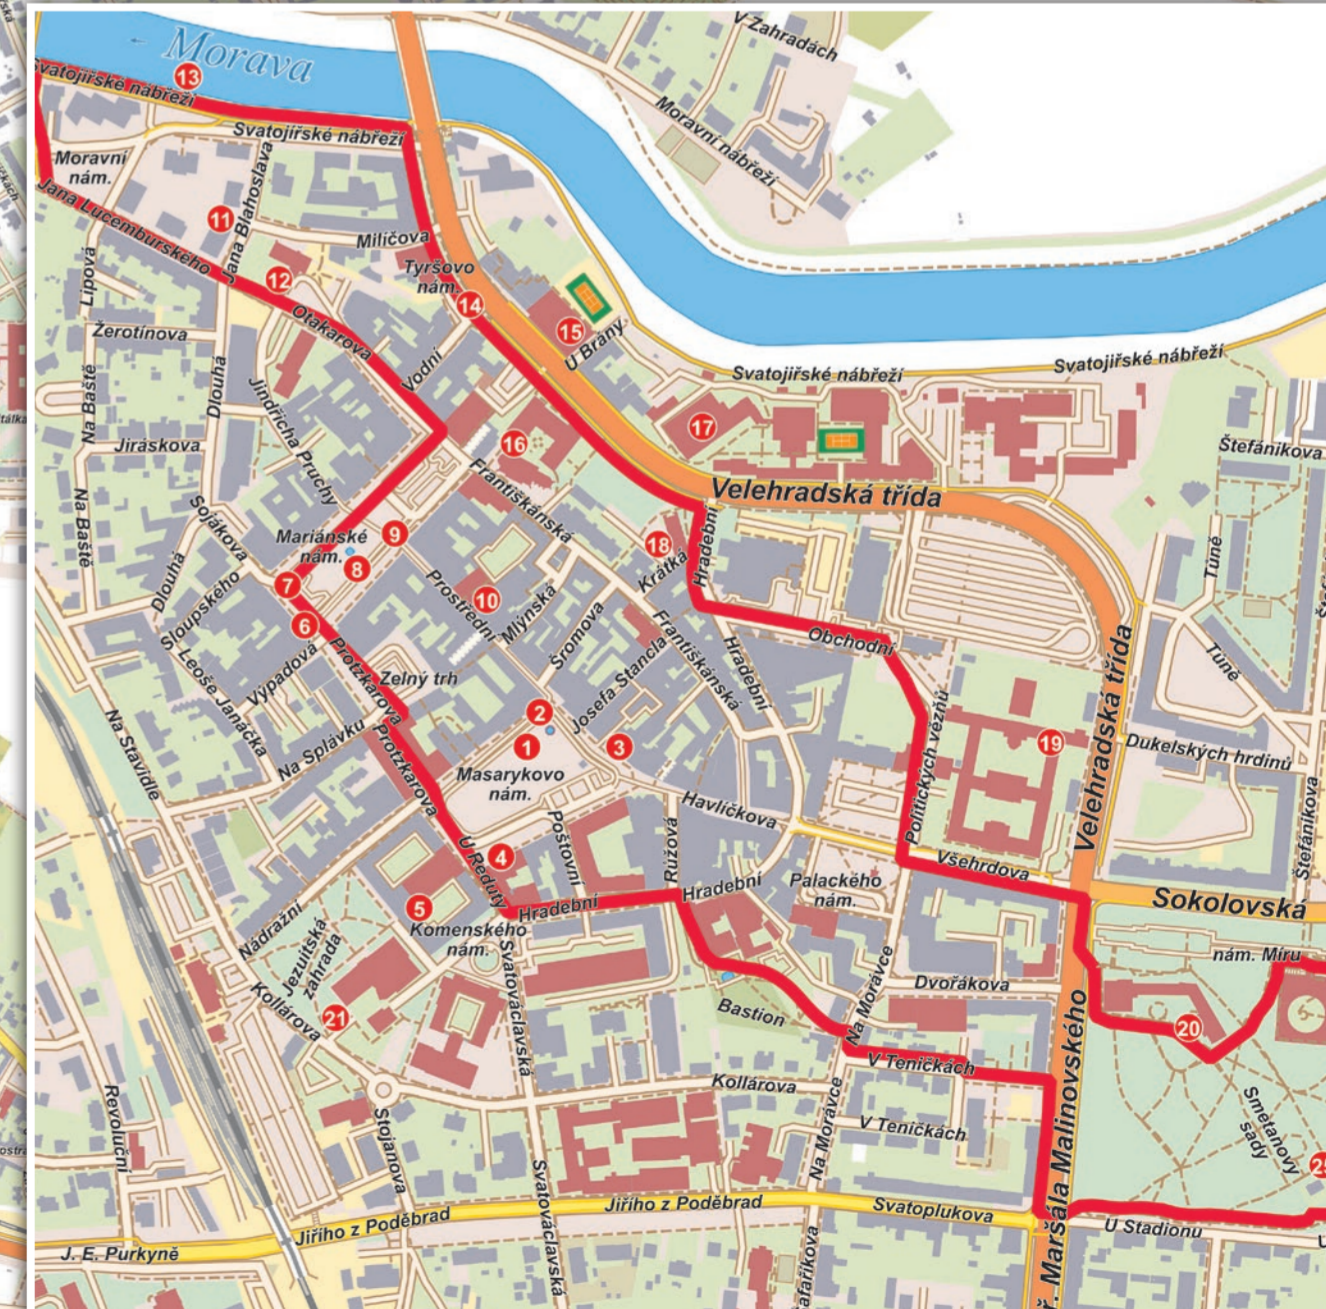 Morava
V Zahradách
Svatojiřské nábřeží
13
Moravní nábřeží
Svatojiřské nábřeží
Moravní
nám.
Jana Lucemburského
11
Jana Blahoslava
Milíčova
Lipová
12
Tyršovo
nám.
14
Otakarova
15
U Brány
Žerotínova
Vodní
Svatojiřské nábřeží
Svatojiřské nábřeží
Na Baště
Dlouhá
Jindřicha Pruchy
Jiráskova
16
17
Štefánikova
Františkánská
Velehradská třída
Na Baště
Sojákova
9
Mariánské
nám.
8
18
Krátká
Hradební
Tůně
Dlouhá
Šloupského
7
Prostřední
10
Mlýnská
6
Šromova
Františkánská
Obchodní
Hradební
Tůně
n. Leoše Janáčka
Výpadová
Protzkarova
Zelný trh
Josefa Stancla
Politických vězňů
Velehradská třída
Na Stavidle
Na Splávku
Protzkarova
2
1
3
19
Dukelských hrdinů
Masarykovo
nám.
Havlíčkova
Štefánikova
U Reduty
4
Poštovní
Růžová
Všehrdova
Hradební
Hradební
Palackého
nám.
Sokolovská
5
Komenského
nám.
Nádražní
Jezuitská
zahrada
Svatováclavská
nám. Míru
Dvořákova
Kollárova
21
Bastion
Na Morávce
20
V Teničkách
Kollárova
Na Morávce
V Teničkách
Smetanovy
sady
Revoluční
Stojanova
Svatováclavská
Jiřího z Poděbrad
Jiřího z Poděbrad
Svatoplukova
ř. Maršála Malinovského
U Stadionu
J. E. Purkyně
afaříkova